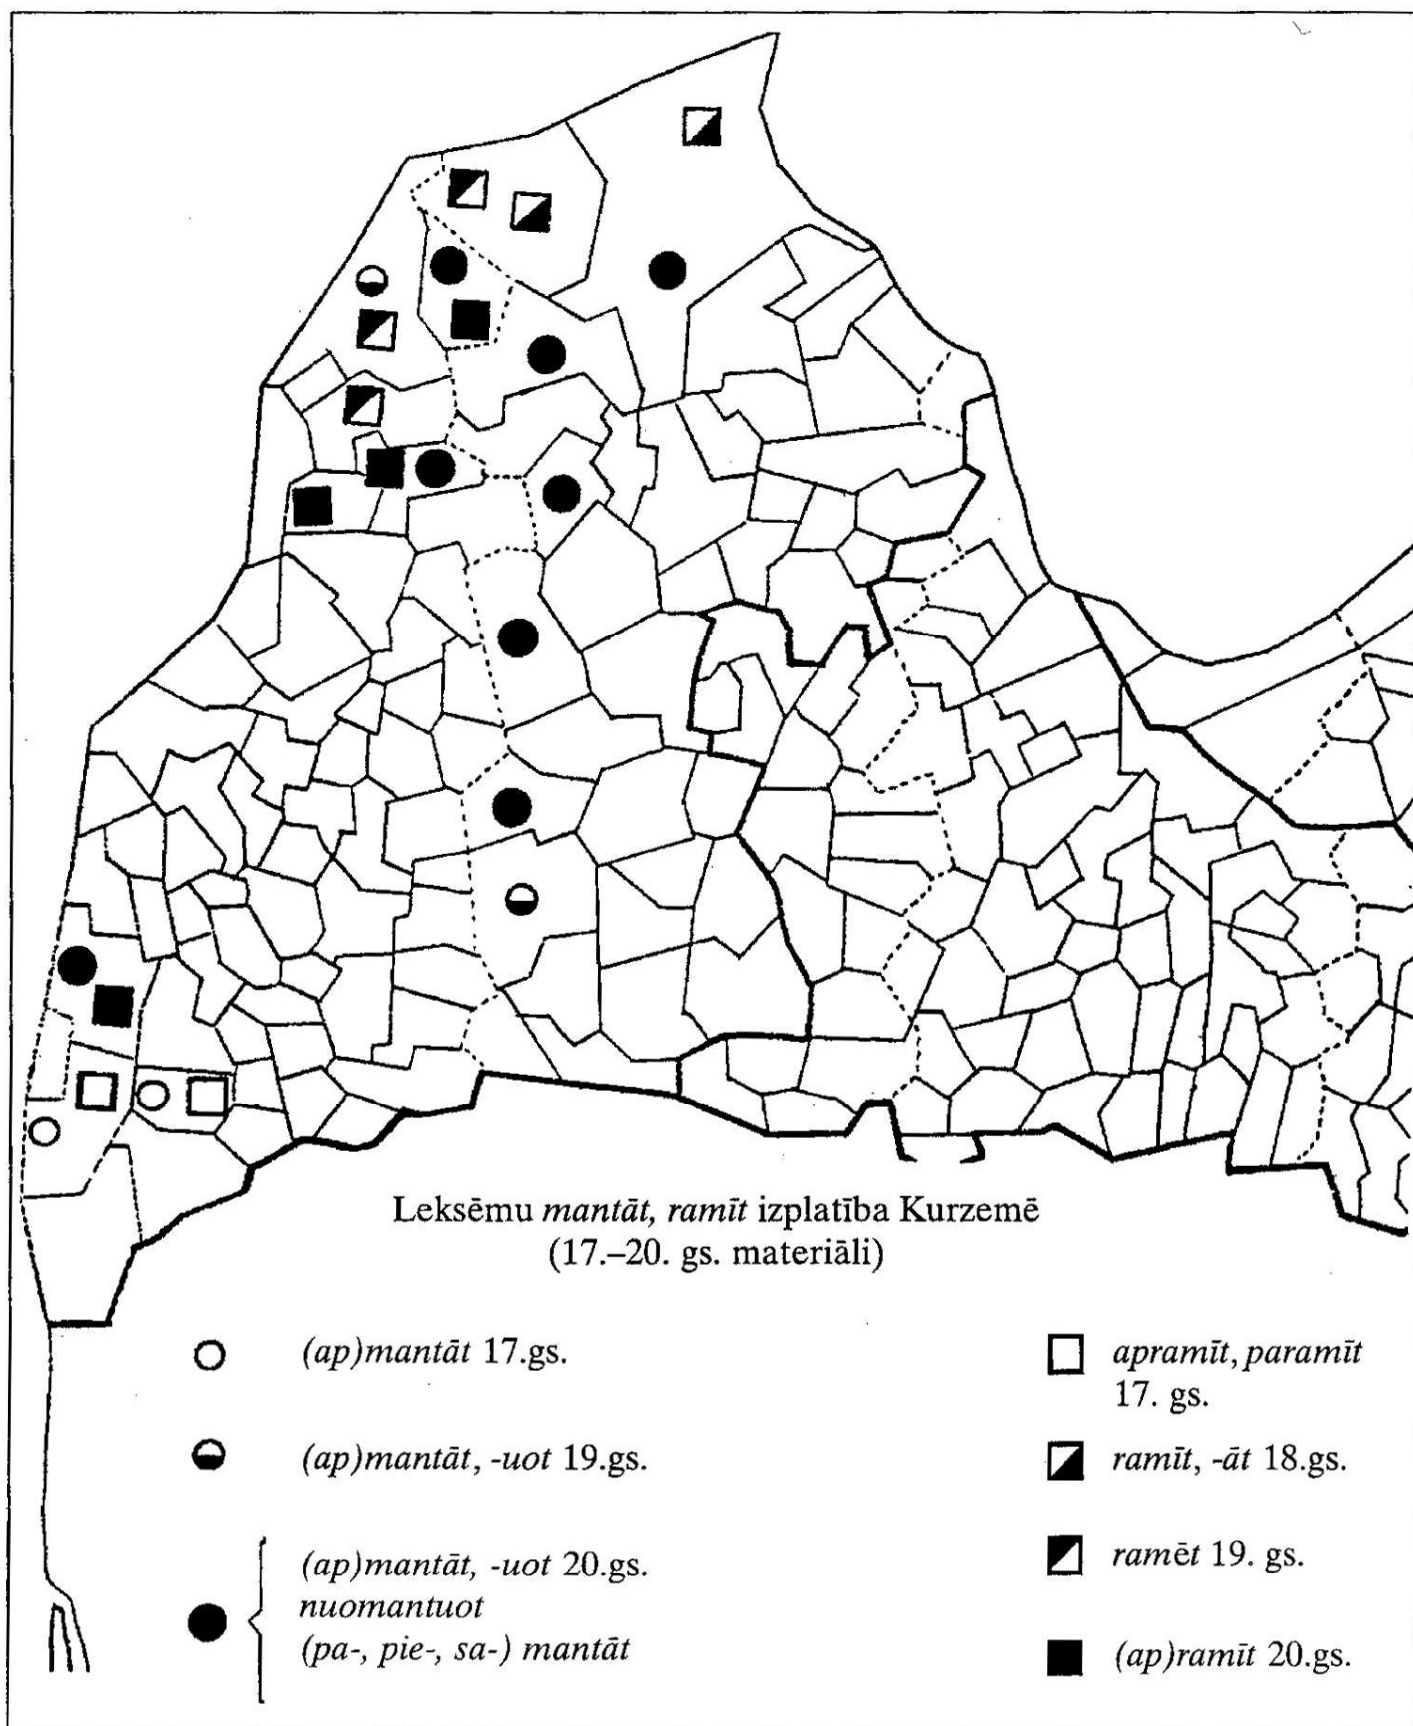 Leksēmu mantāt, ramīt izplatība Kurzemē
(17.–20. gs. materiāli)
(ap)mantāt 17.gs.
(ap)mantāt, -uot 19.gs.
(ap)mantāt, -uot 20.gs.
nuomantuot
(pa-, pie-, sa-) mantāt
apramīt, paramīt
17. gs.
ramīt, -āt 18.gs.
ramēt 19. gs.
(ap)ramīt 20.gs.